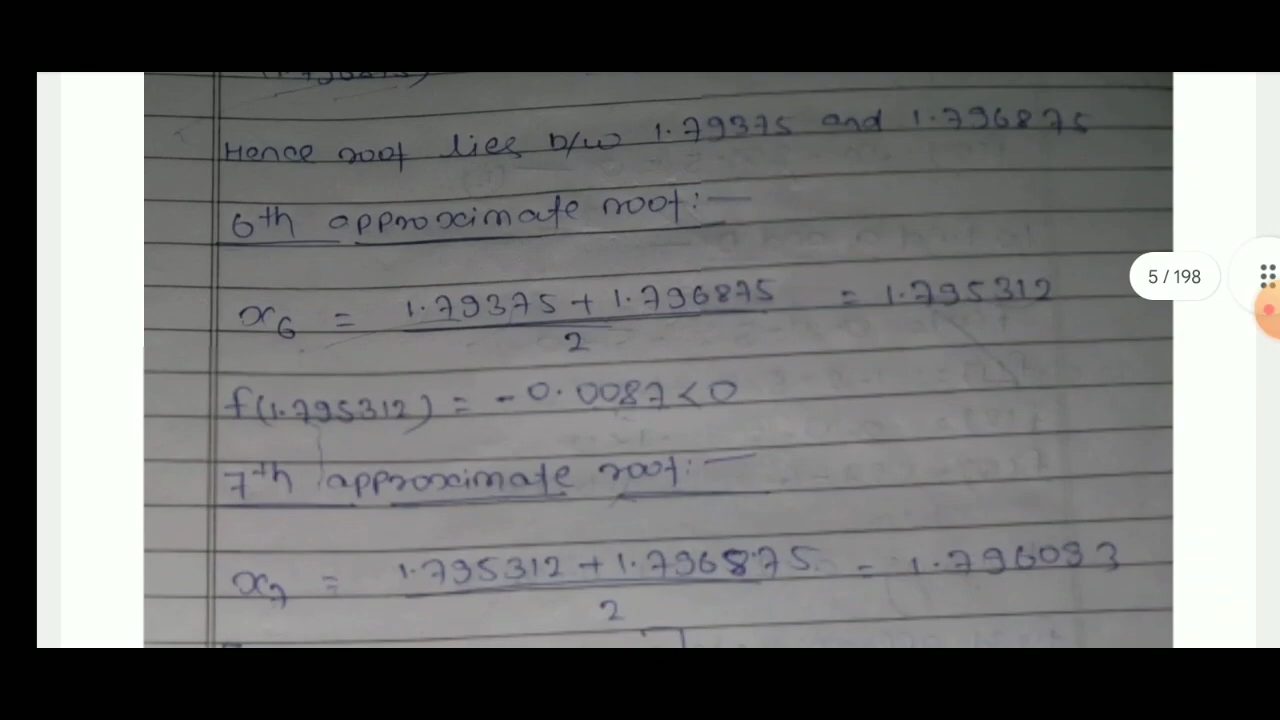 Hence root lies b/w 1.79375 and 1.796875
6th approximate root:—
x6 = 1.79375 + 1.796875 / 2 = 1.795312
f(1.795312) = -0.0087 < 0
7th approximate root:—
x7 = 1.795312 + 1.796875 / 2 = 1.796093
5 / 198